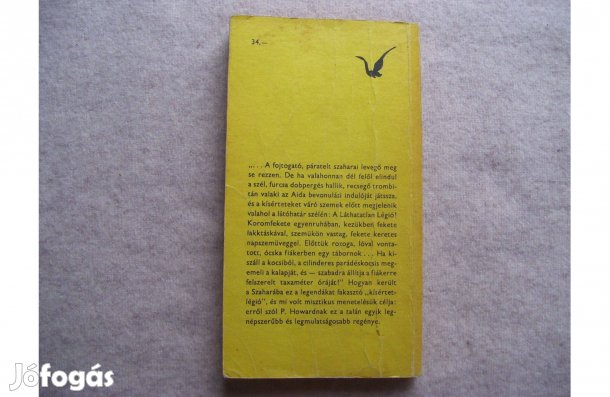 34,—
„. . . A fojtogató, páratelt szaharai levegő meg
se rezzen. De ha valahonnan dél felől elindul
a szél, furcsa dobpergés hallik, recsegő trombi-
tán valaki az Aida bevonulási indulóját játssza,
és a kísérteteket váró szemek előtt megjelenik
valahol a látóhatár szélén: A Láthatatlan Légió!
Koromfekete egyenruhában, kezükben fekete
lakktáskával, szemükön vastag, fekete keretes
napszemüveggel. Előttük rozoga, lóval vonta-
tott, ócska fiákerben egy tábornok . . . Ha ki-
száll a kocsiból, a cilinderes parádéskocsis meg-
emeli a kalapját, és — szabadra állítja a fiákerre
felszerelt taxaméter óráját!" Hogyan került
a Szaharába ez a legendákat fakasztó „kísértet-
légió", és mi volt misztikus menetelésük célja:
erről szól P. Howardnak ez a talán egyik leg-
népszerűbb és legmulatságosabb regénye.
Jófogás